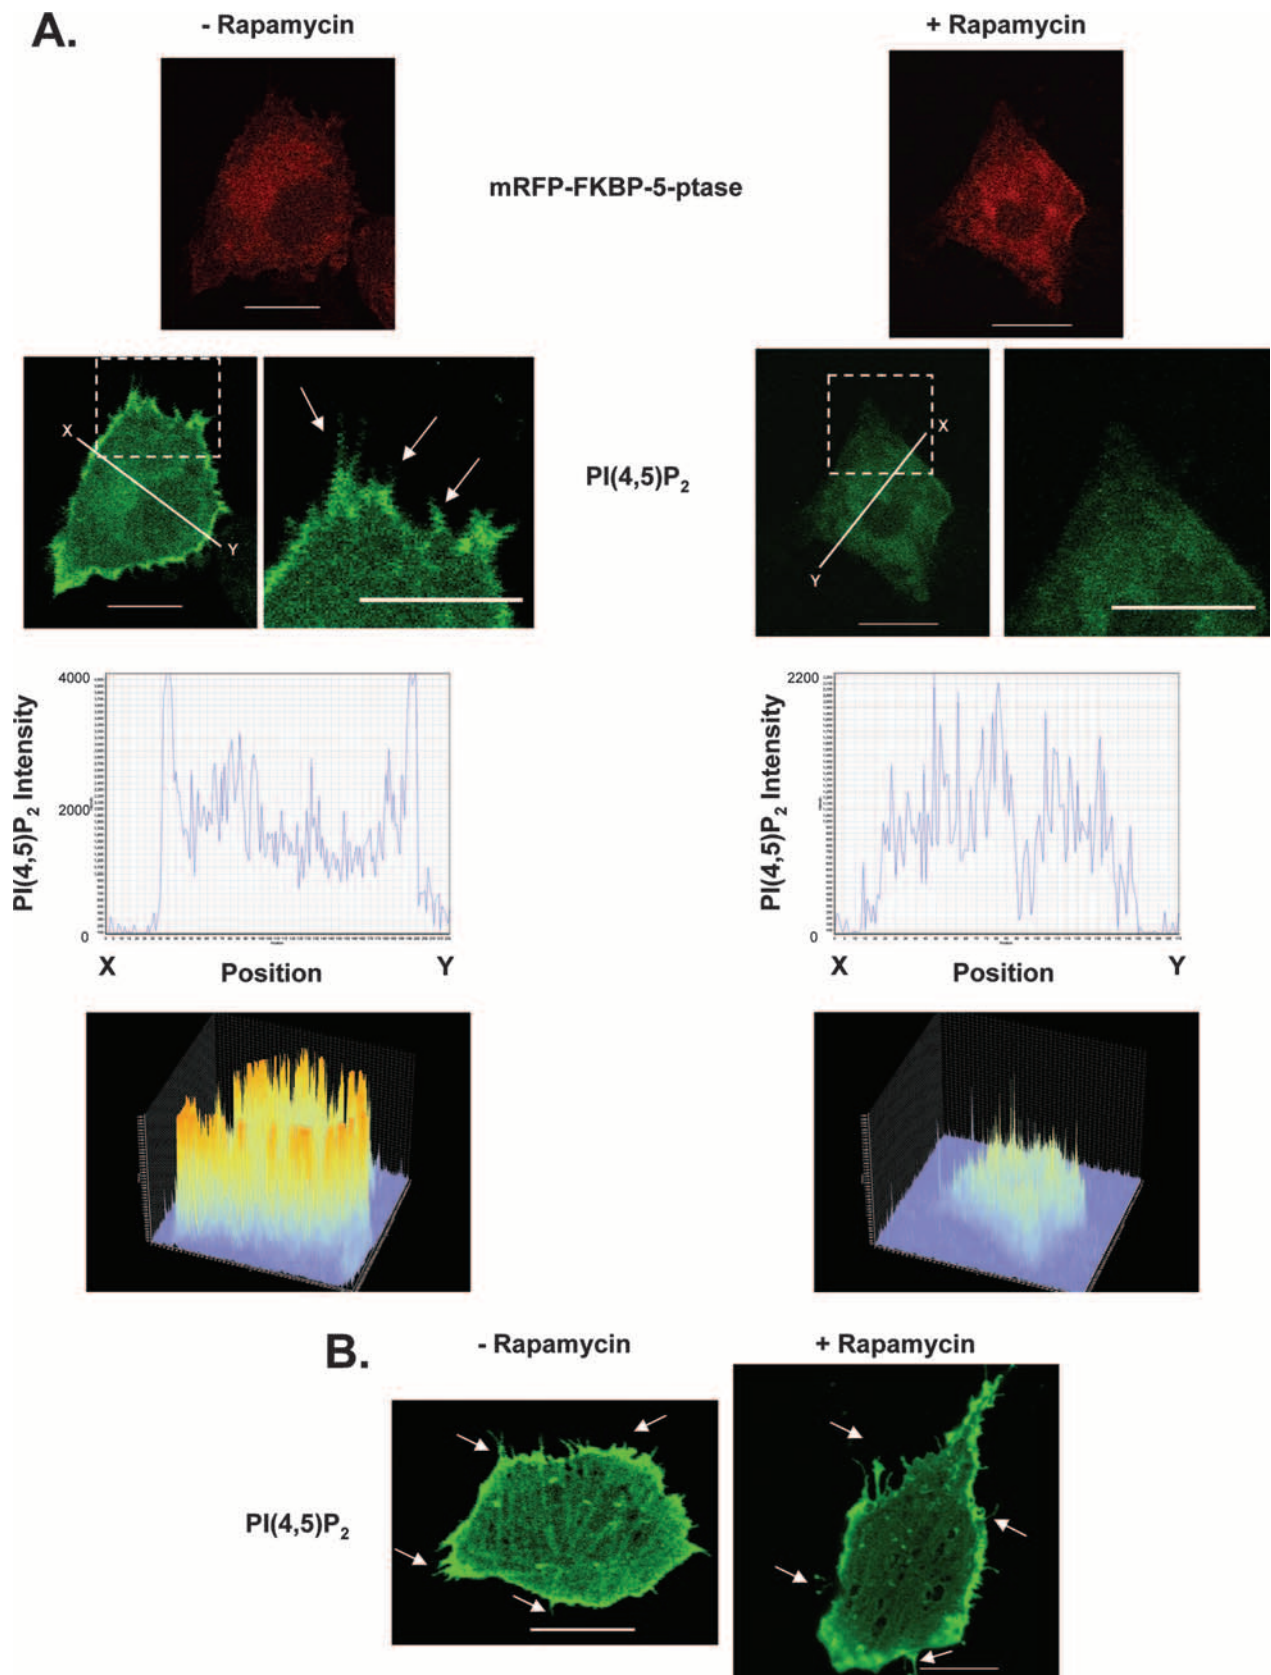 A.
- Rapamycin
+ Rapamycin
mRFP-FKBP-5-ptase
X
Y
PI(4,5)P2
X
Y
4000
2000
0
PI(4,5)P2 Intensity
X
Position
Y
2200
0
PI(4,5)P2 Intensity
X
Position
Y
B.
- Rapamycin
+ Rapamycin
PI(4,5)P2